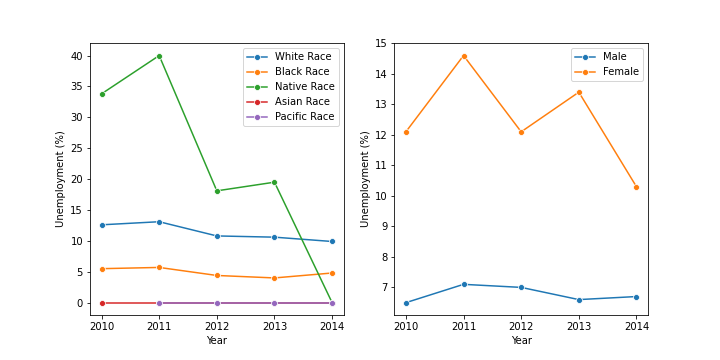 White Race
Black Race
Native Race
Asian Race
Pacific Race
40
35
30
25
20
15
10
5
0
Unemployment (%)
2010 2011 2012 2013 2014
Year
Male
Female
15
14
13
12
11
10
9
8
7
Unemployment (%)
2010 2011 2012 2013 2014
Year